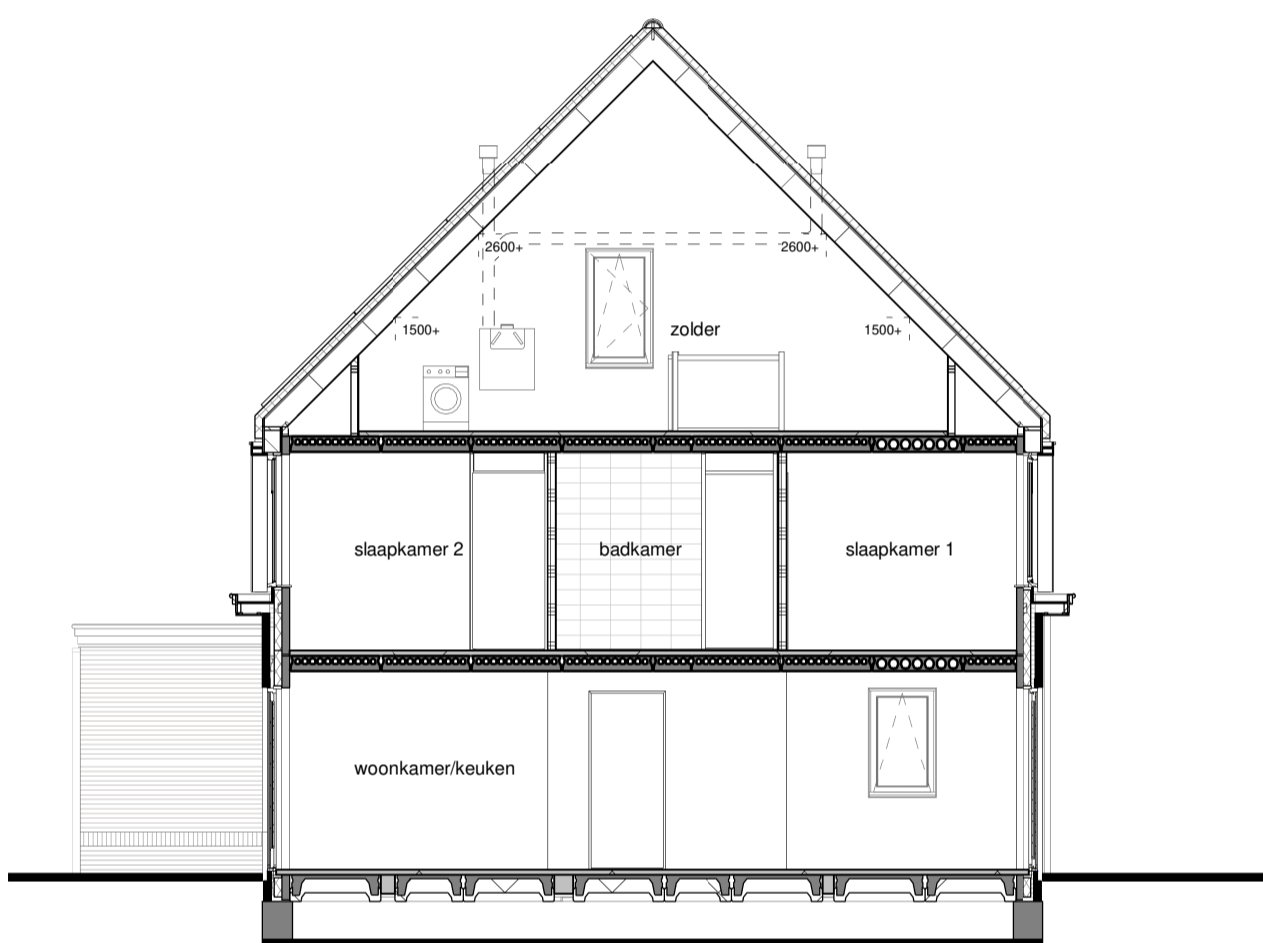 2600+ 2600+
1500+ zolder 1500+
slaapkamer 2 badkamer slaapkamer 1
woonkamer/keuken